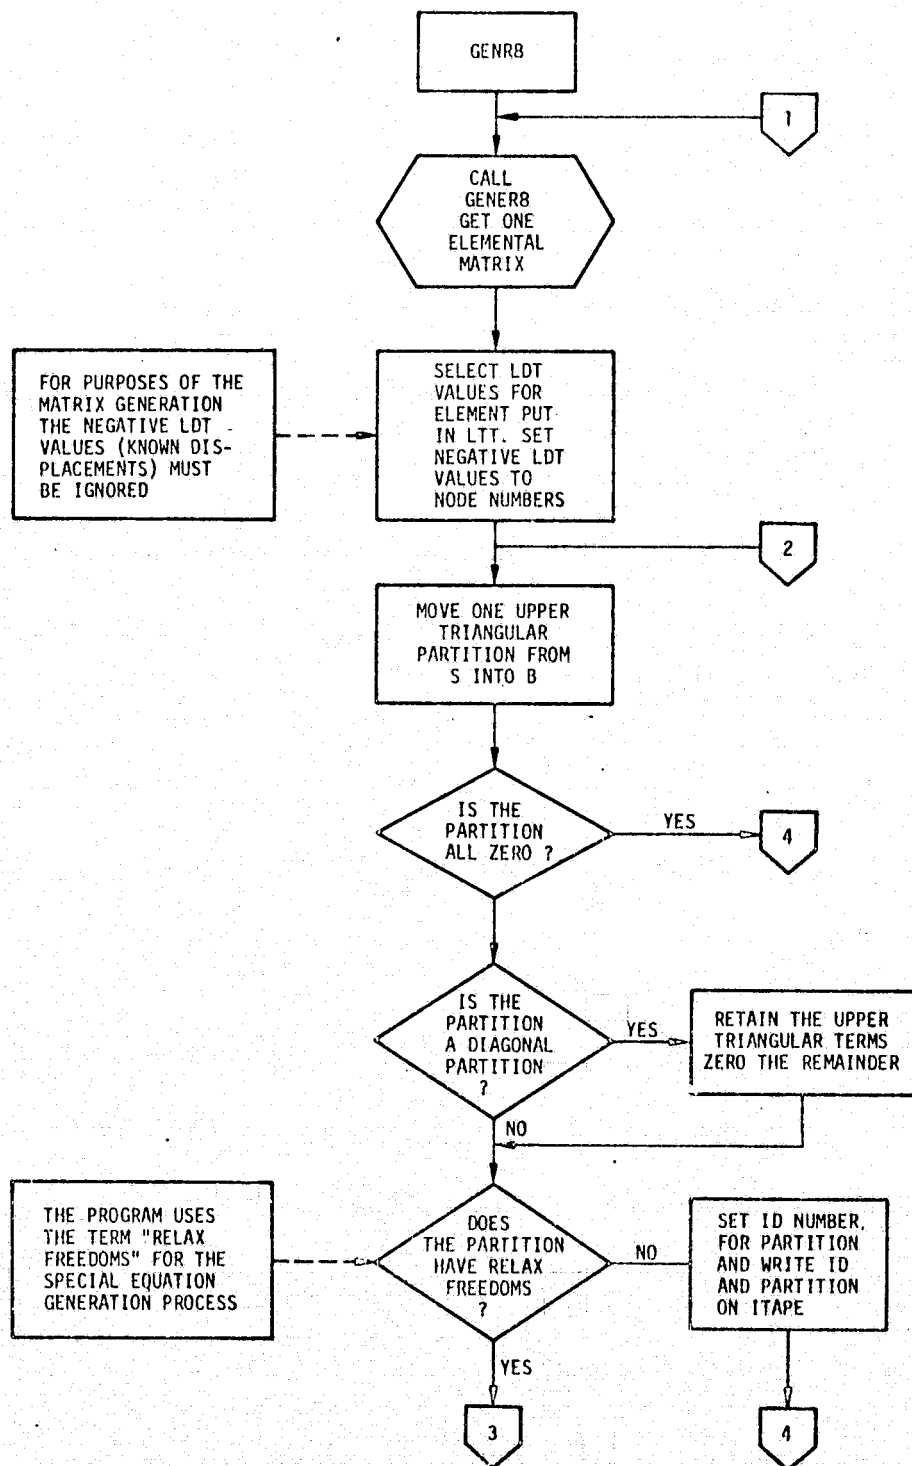 GENR8
1
CALL
GENER8
GET ONE
ELEMENTAL
MATRIX
FOR PURPOSES OF THE
MATRIX GENERATION
THE NEGATIVE LDT
VALUES (KNOWN DIS-
PLACEMENTS) MUST
BE IGNORED
SELECT LDT
VALUES FOR
ELEMENT PUT
IN LTT. SET
NEGATIVE LDT
VALUES TO
NODE NUMBERS
2
MOVE ONE UPPER
TRIANGULAR
PARTITION FROM
S INTO B
IS THE
PARTITION
ALL ZERO ?
YES
4
IS THE
PARTITION
A DIAGONAL
PARTITION
?
YES
RETAIN THE UPPER
TRIANGULAR TERMS
ZERO THE REMAINDER
NO
THE PROGRAM USES
THE TERM "RELAX
FREEDOMS" FOR THE
SPECIAL EQUATION
GENERATION PROCESS
DOES
THE PARTITION
HAVE RELAX
FREEDOMS
?
NO
SET ID NUMBER,
FOR PARTITION
AND WRITE ID
AND PARTITION
ON ITAPE
YES
3
4